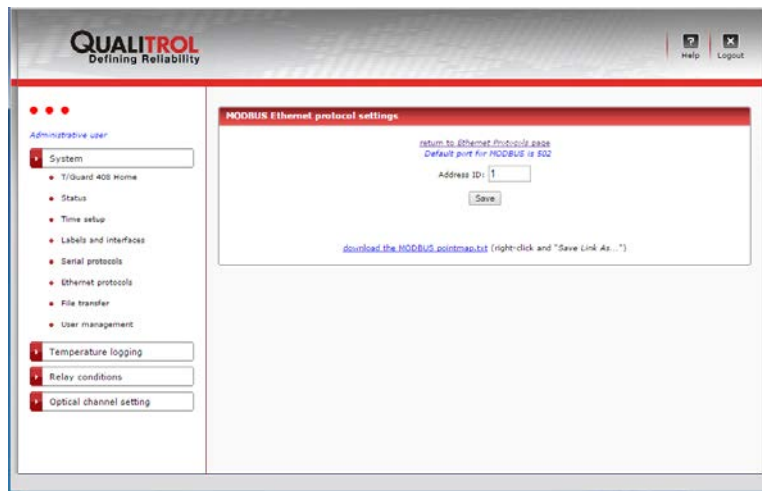 QUALITROL
Defining Reliability
? X
Help Logout
Administrative user
System
T/Guard 408 Home
Status
Time setup
Labels and interfaces
Serial protocols
Ethernet protocols
File transfer
User management
Temperature logging
Relay conditions
Optical channel setting
MODBUS Ethernet protocol settings
return to Ethernet Protocols page
Default port for MODBUS is 502
Address ID: 1
Save
download the MODBUS pointmap.txt (right-click and "Save Link As...")